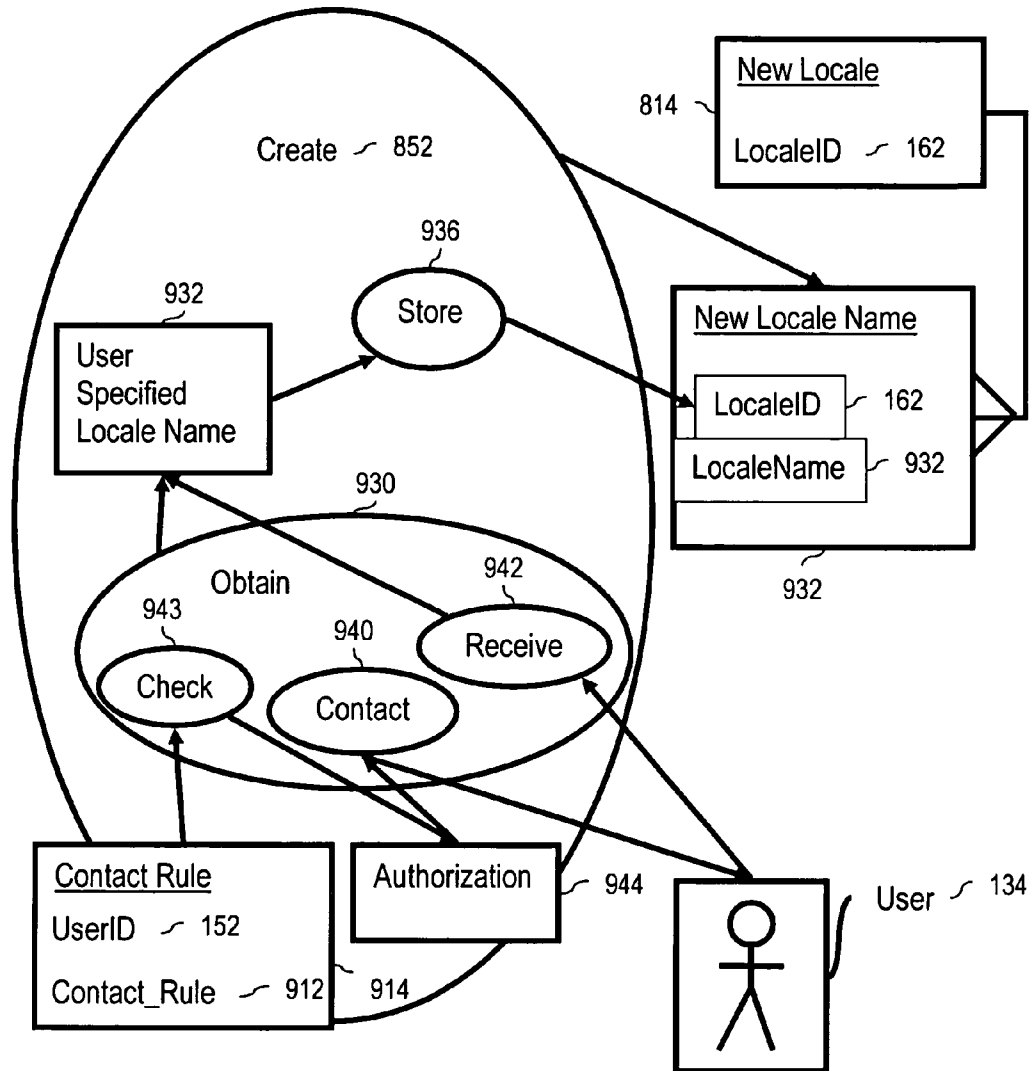 New Locale
814
LocaleID 162
Create 852
936
Store
932
User
Specified
Locale Name
New Locale Name
LocaleID 162
LocaleName 932
932
930
Obtain
942
Receive
943
Check
940
Contact
Contact Rule
UserID 152
Contact_Rule 912 914
Authorization 944
User 134